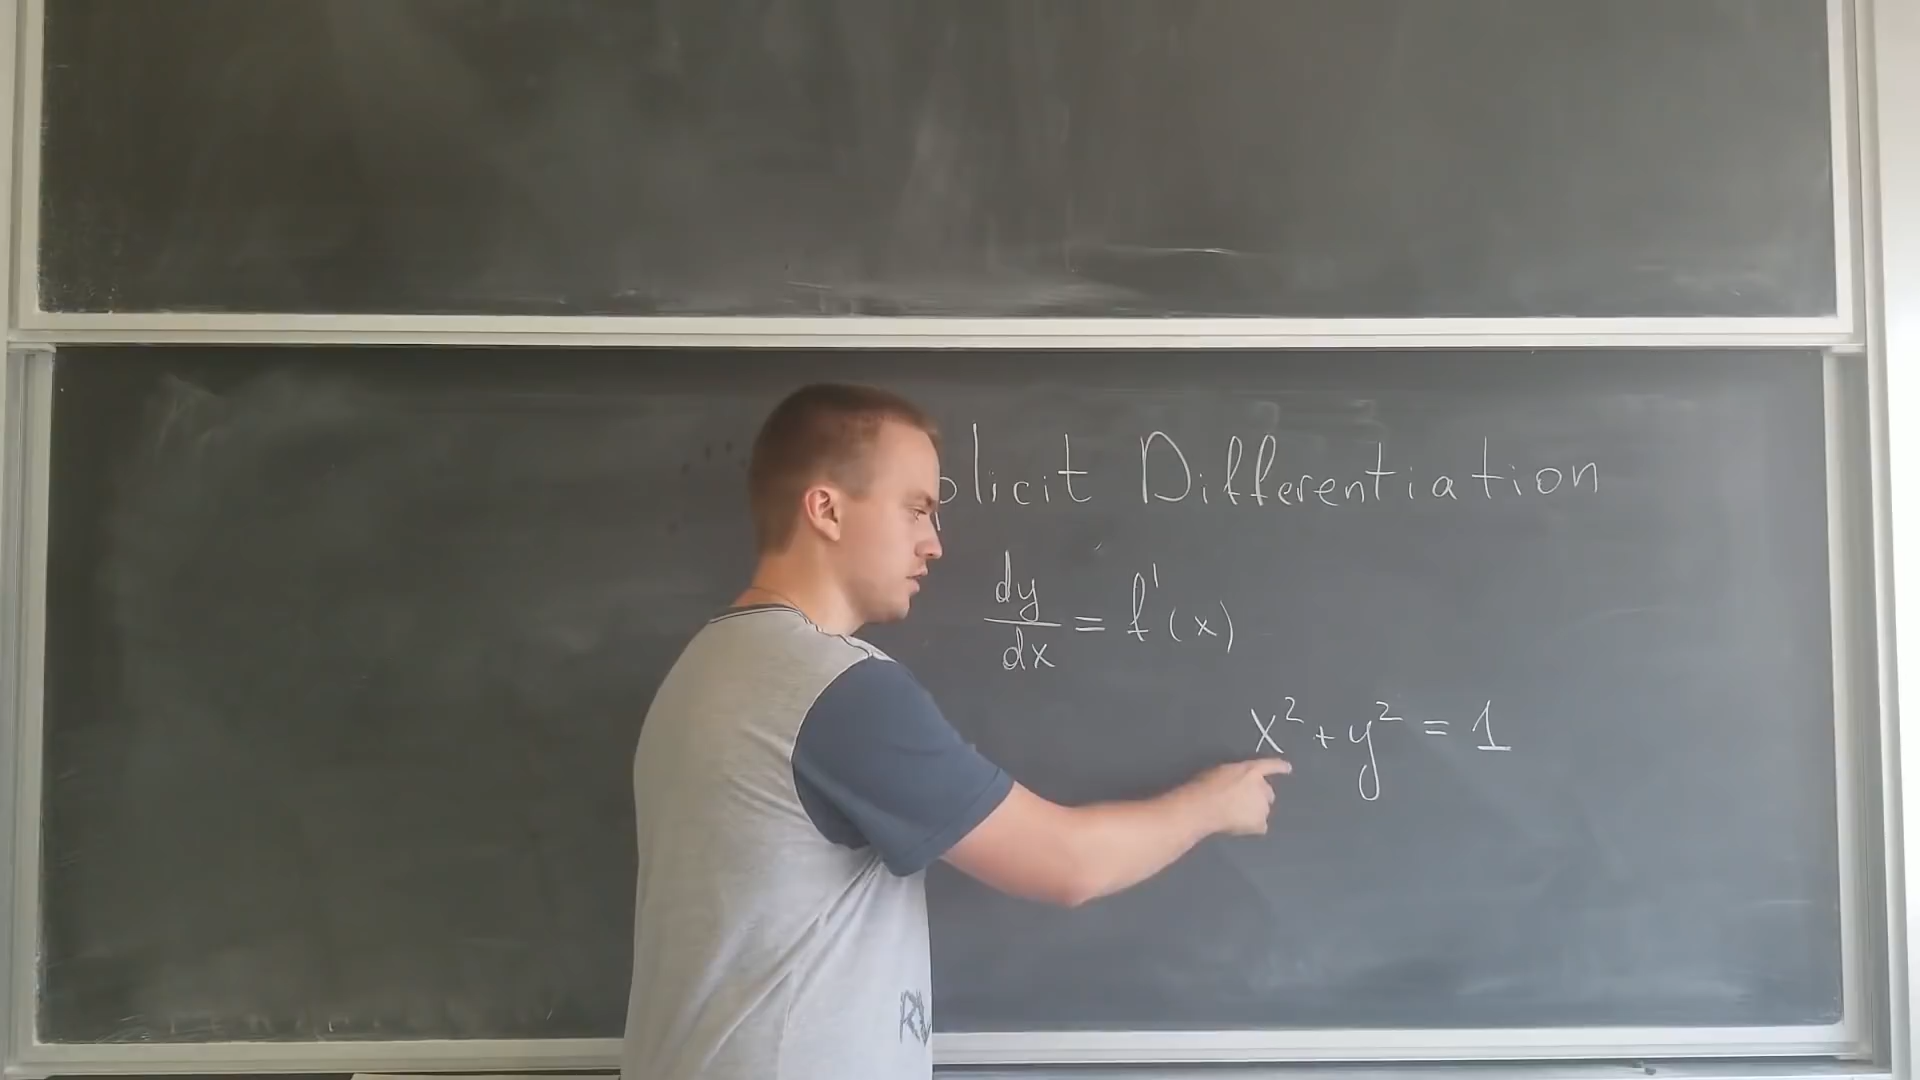 plicit Differentiation
dy/dx = f'(x)
x² + y² = 1